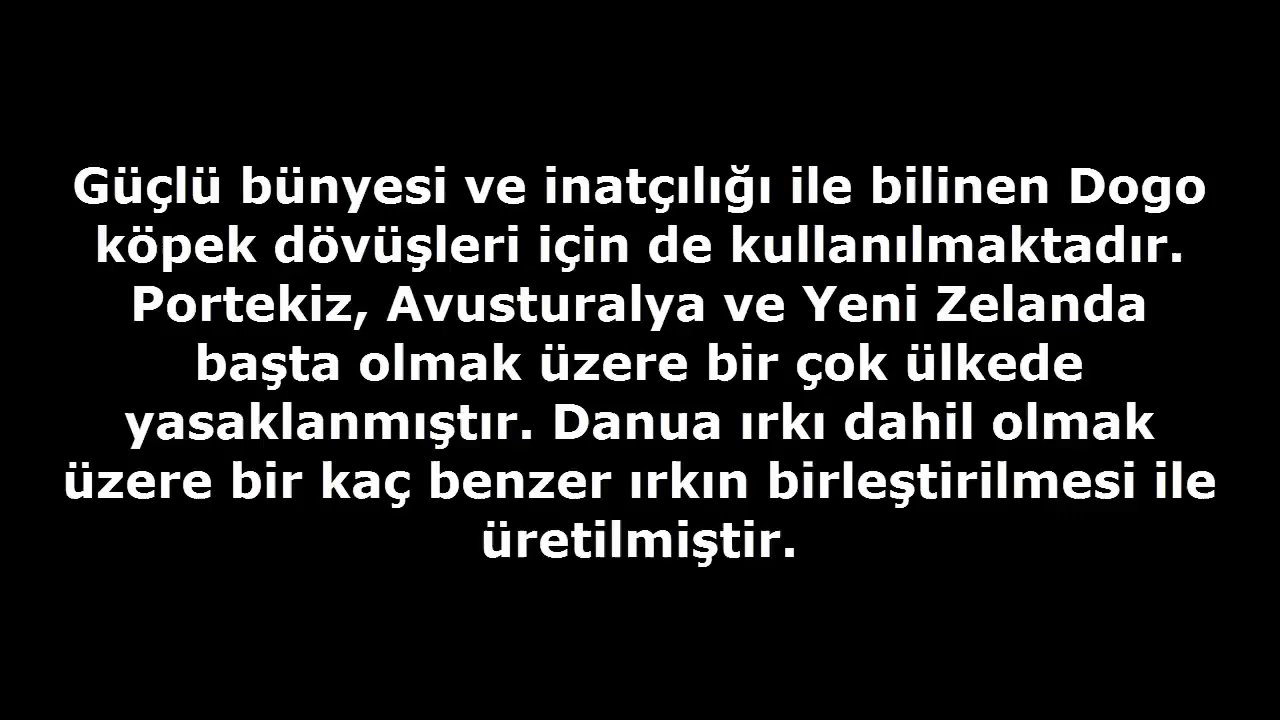 Güçlü bünyesi ve inatçılığı ile bilinen Dogo
köpek dövüşleri için de kullanılmaktadır.
Portekiz, Avusturalya ve Yeni Zelanda
başta olmak üzere bir çok ülkede
yasaklanmıştır. Danua ırkı dahil olmak
üzere bir kaç benzer ırkın birleştirilmesi ile
üretilmiştir.